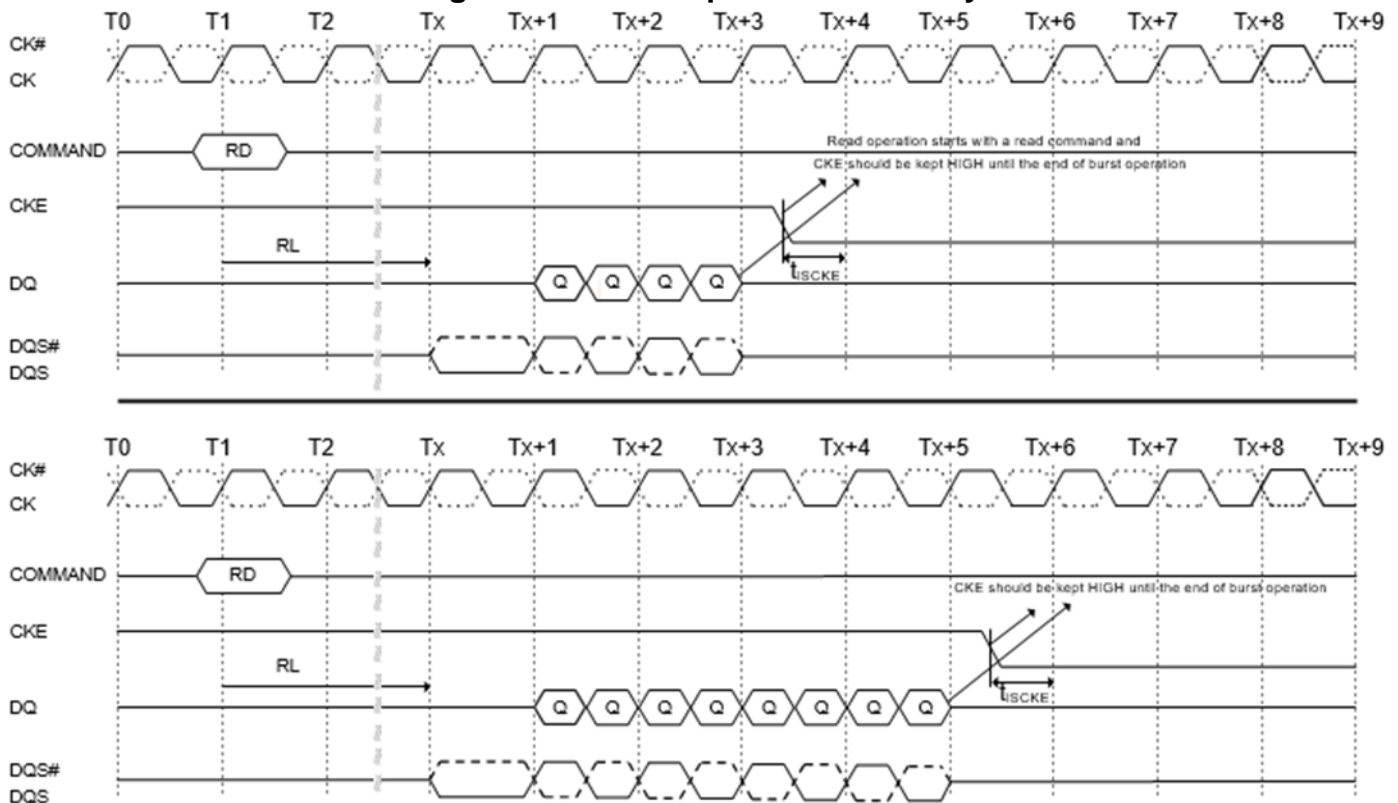 T0 T1 T2 Tx Tx+1 Tx+2 Tx+3 Tx+4 Tx+5 Tx+6 Tx+7 Tx+8 Tx+9
CK#
CK
Read operation starts with a read command and
COMMAND RD
CKE should be kept HIGH until the end of burst operation
CKE
RL
tISCKE
DQ Q Q Q Q
DQS#
DQS
T0 T1 T2 Tx Tx+1 Tx+2 Tx+3 Tx+4 Tx+5 Tx+6 Tx+7 Tx+8 Tx+9
CK#
CK
COMMAND RD
CKE should be kept HIGH until the end of burst operation
CKE
RL
tISCKE
DQ Q Q Q Q Q Q Q Q
DQS#
DQS